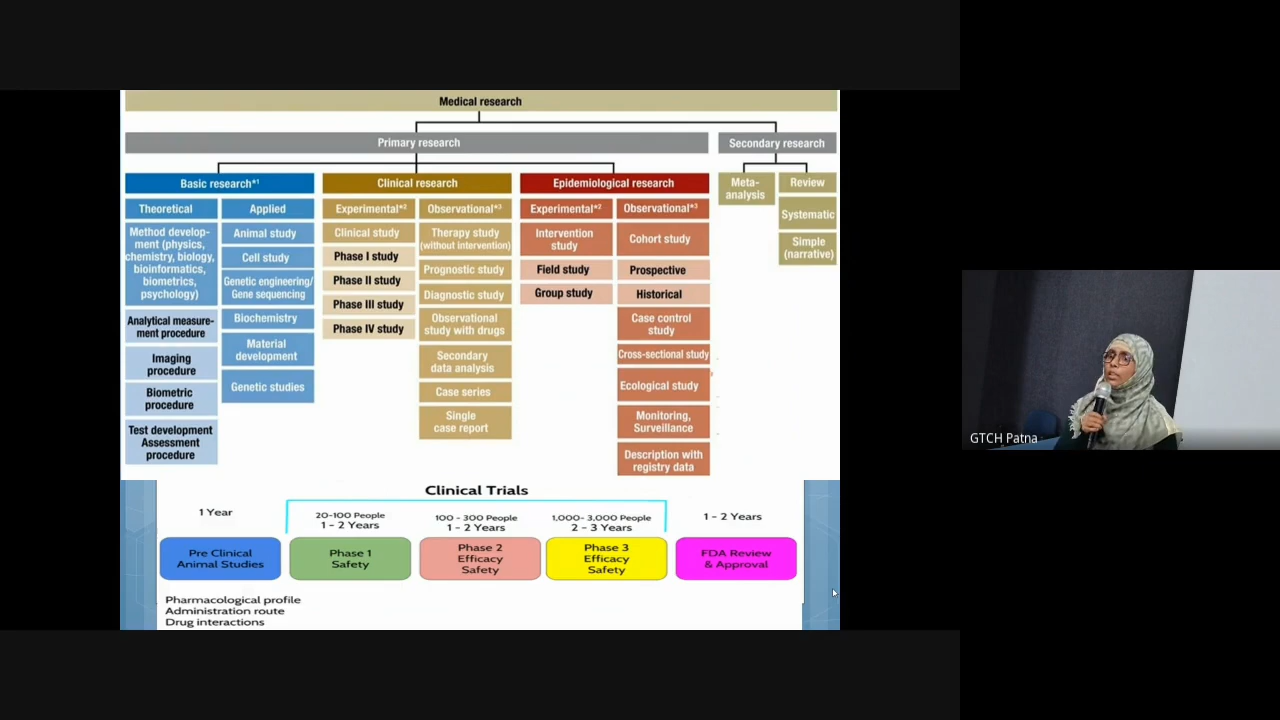 Medical research
Primary research
Secondary research
Basic research*1
Clinical research
Epidemiological research
Meta-
analysis
Review
Systematic
Simple
(narrative)
Theoretical
Applied
Experimental*2
Observational*3
Experimental*2
Observational*3
Method develop-
ment (physics,
chemistry, biology,
bioinformatics,
biometrics,
psychology)
Analytical measure-
ment procedure
Imaging
procedure
Biometric
procedure
Test development
Assessment
procedure
Animal study
Cell study
Genetic engineering/
Gene sequencing
Biochemistry
Material
development
Genetic studies
Clinical study
Phase I study
Phase II study
Phase III study
Phase IV study
Therapy study
(without intervention)
Prognostic study
Diagnostic study
Observational
study with drugs
Secondary
data analysis
Case series
Single
case report
Intervention
study
Field study
Group study
Cohort study
Prospective
Historical
Case control
study
Cross-sectional study
Ecological study
Monitoring,
Surveillance
Description with
registry data
Clinical Trials
1 Year
20-100 People
1 - 2 Years
100 - 300 People
1 - 2 Years
1,000- 3,000 People
2 - 3 Years
1 - 2 Years
Pre Clinical
Animal Studies
Phase 1
Safety
Phase 2
Efficacy
Safety
Phase 3
Efficacy
Safety
FDA Review
& Approval
Pharmacological profile
Administration route
Drug interactions
GTCH Patna